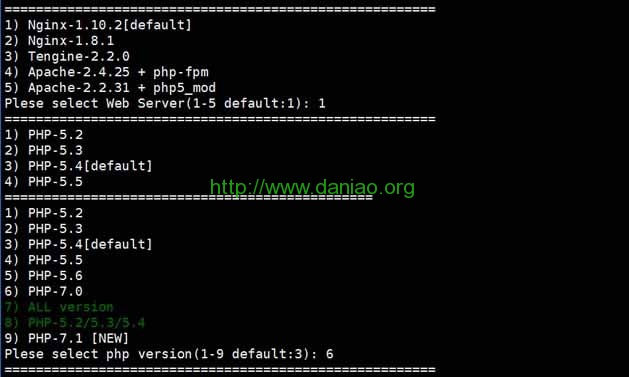 =======================================================
1) Nginx-1.10.2[default]
2) Nginx-1.8.1
3) Tengine-2.2.0
4) Apache-2.4.25 + php-fpm
5) Apache-2.2.31 + php5_mod
Plese select Web Server(1-5 default:1): 1
=======================================================
1) PHP-5.2
2) PHP-5.3
3) PHP-5.4[default]
4) PHP-5.5
http://www.daniao.org
===============================================
1) PHP-5.2
2) PHP-5.3
3) PHP-5.4[default]
4) PHP-5.5
5) PHP-5.6
6) PHP-7.0
7) ALL version
8) PHP-5.2/5.3/5.4
9) PHP-7.1 [NEW]
Plese select php version(1-9 default:3): 6
=======================================================